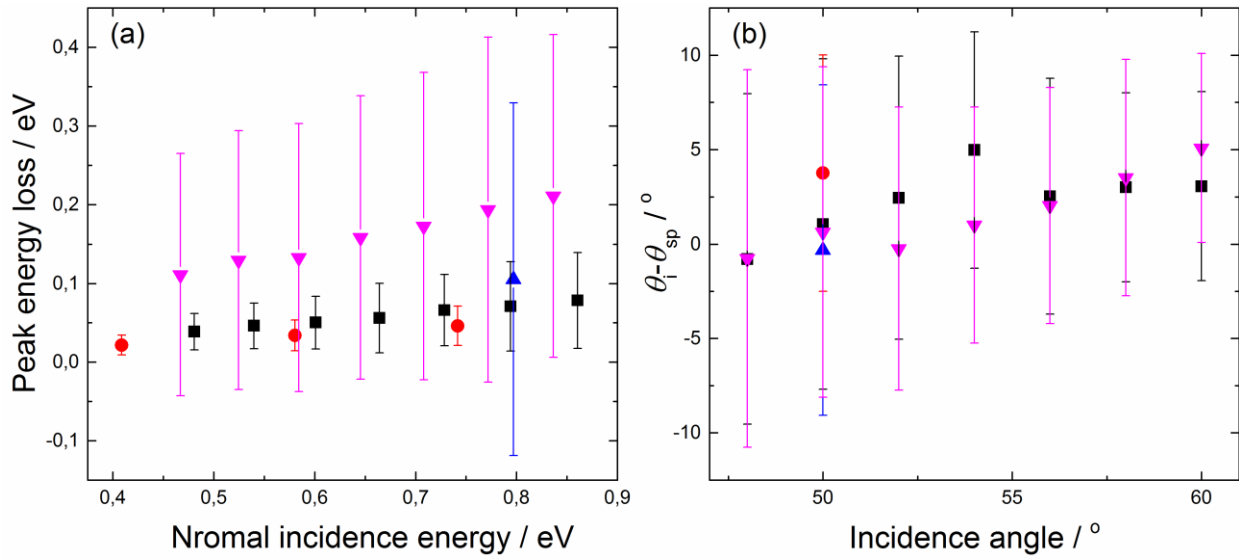 (a)
Peak energy loss / eV
0,4
0,3
0,2
0,1
0,0
-0,1
0,4 0,5 0,6 0,7 0,8 0,9
Nromal incidence energy / eV
(b)
θi-θsp / °
10
5
0
-5
-10
50 55 60
Incidence angle / °